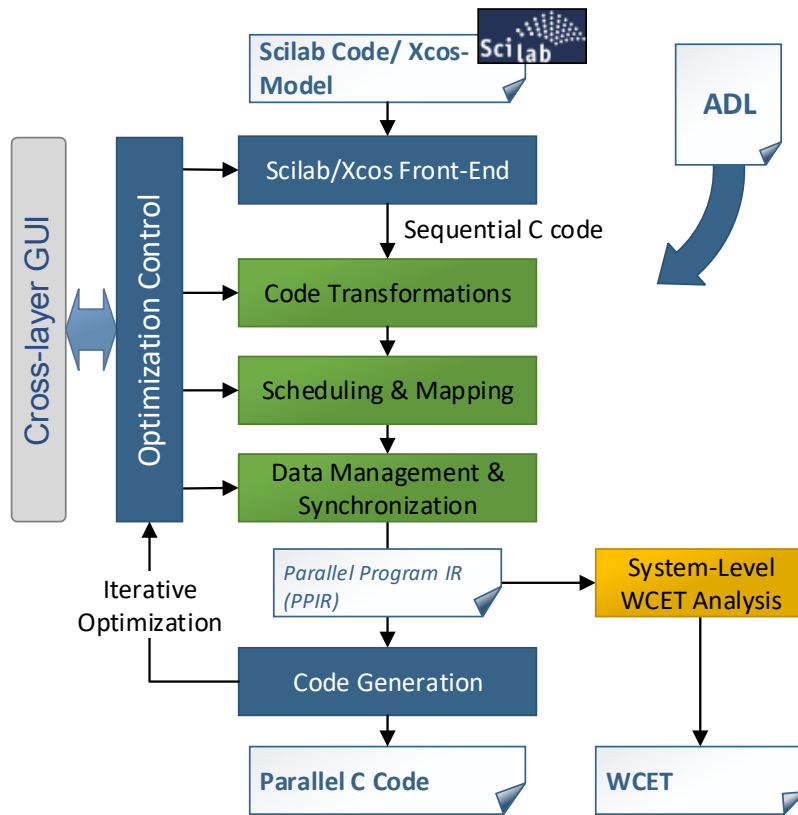 Scilab Code/ Xcos-
Model
Sci
lab
ADL
Scilab/Xcos Front-End
Sequential C code
Cross-layer GUI
Optimization Control
Code Transformations
Scheduling & Mapping
Data Management &
Synchronization
Iterative
Optimization
Parallel Program IR
(PPIR)
System-Level
WCET Analysis
Code Generation
Parallel C Code
WCET